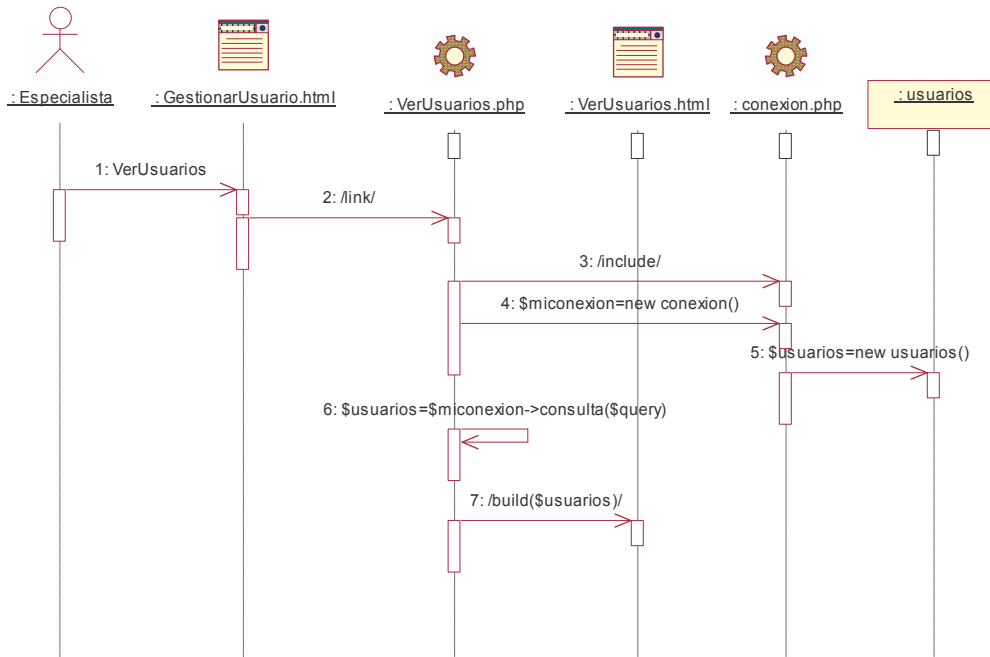 : Especialista
: GestionarUsuario.html
: VerUsuarios.php
: VerUsuarios.html
: conexion.php
: usuarios
1: VerUsuarios
2: /link/
3: /include/
4: $miconexion=new conexion()
5: $usuarios=new usuarios()
6: $usuarios=$miconexion->consulta($query)
7: /build($usuarios)/